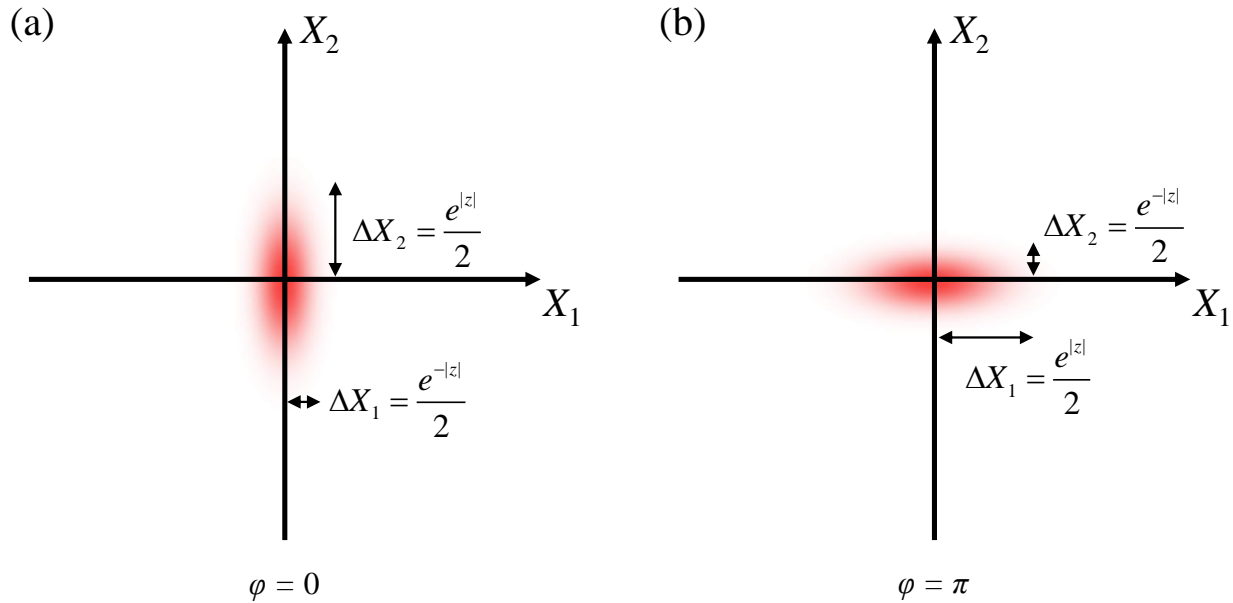 (a)
X₂
ΔX₂ = e^{|z|}/2
X₁
ΔX₁ = e^{-|z|}/2
φ = 0
(b)
X₂
ΔX₂ = e^{-|z|}/2
X₁
ΔX₁ = e^{|z|}/2
φ = π